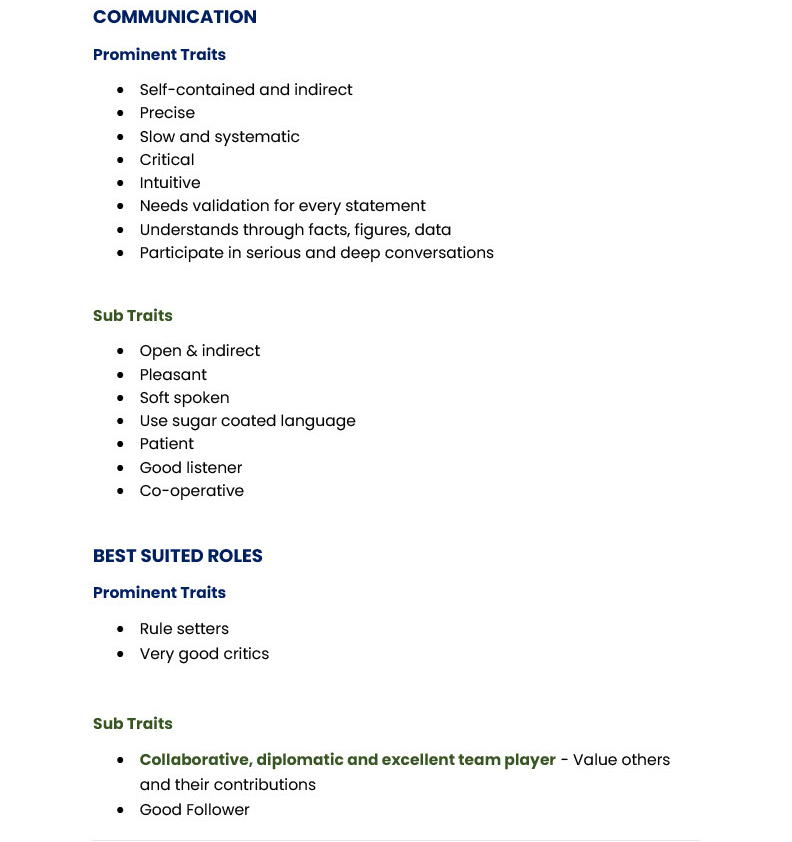 COMMUNICATION
Prominent Traits
• Self-contained and indirect
• Precise
• Slow and systematic
• Critical
• Intuitive
• Needs validation for every statement
• Understands through facts, figures, data
• Participate in serious and deep conversations
Sub Traits
• Open & indirect
• Pleasant
• Soft spoken
• Use sugar coated language
• Patient
• Good listener
• Co-operative
BEST SUITED ROLES
Prominent Traits
• Rule setters
• Very good critics
Sub Traits
• Collaborative, diplomatic and excellent team player - Value others
and their contributions
• Good Follower